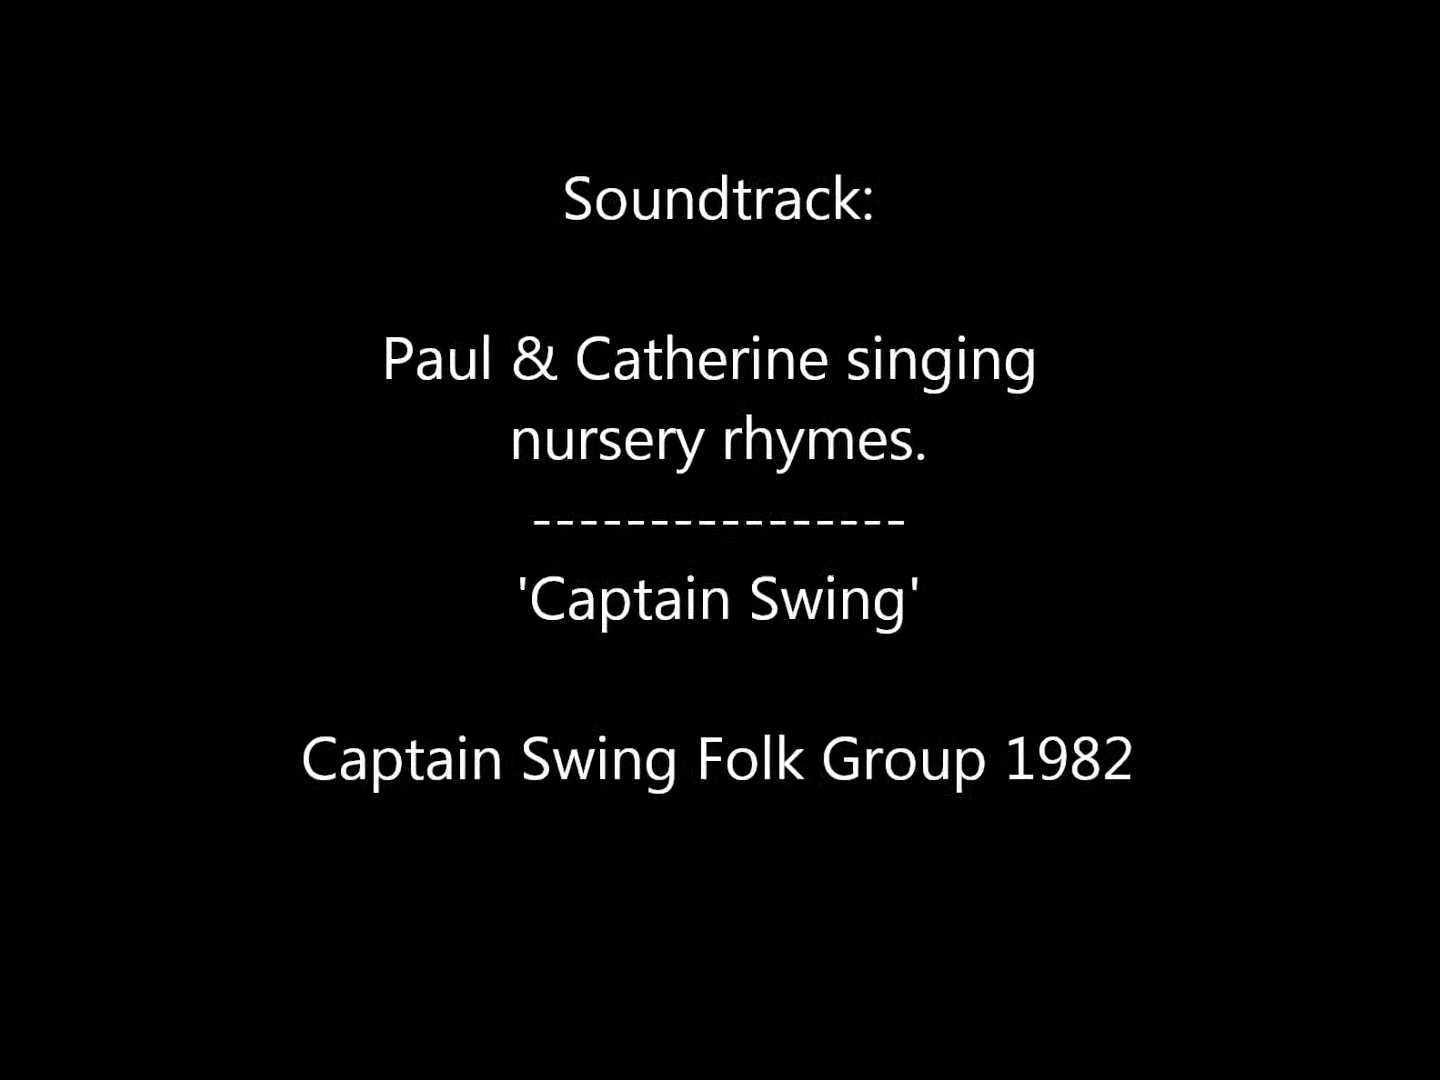 Soundtrack:
Paul & Catherine singing
nursery rhymes.
----------------
'Captain Swing'
Captain Swing Folk Group 1982